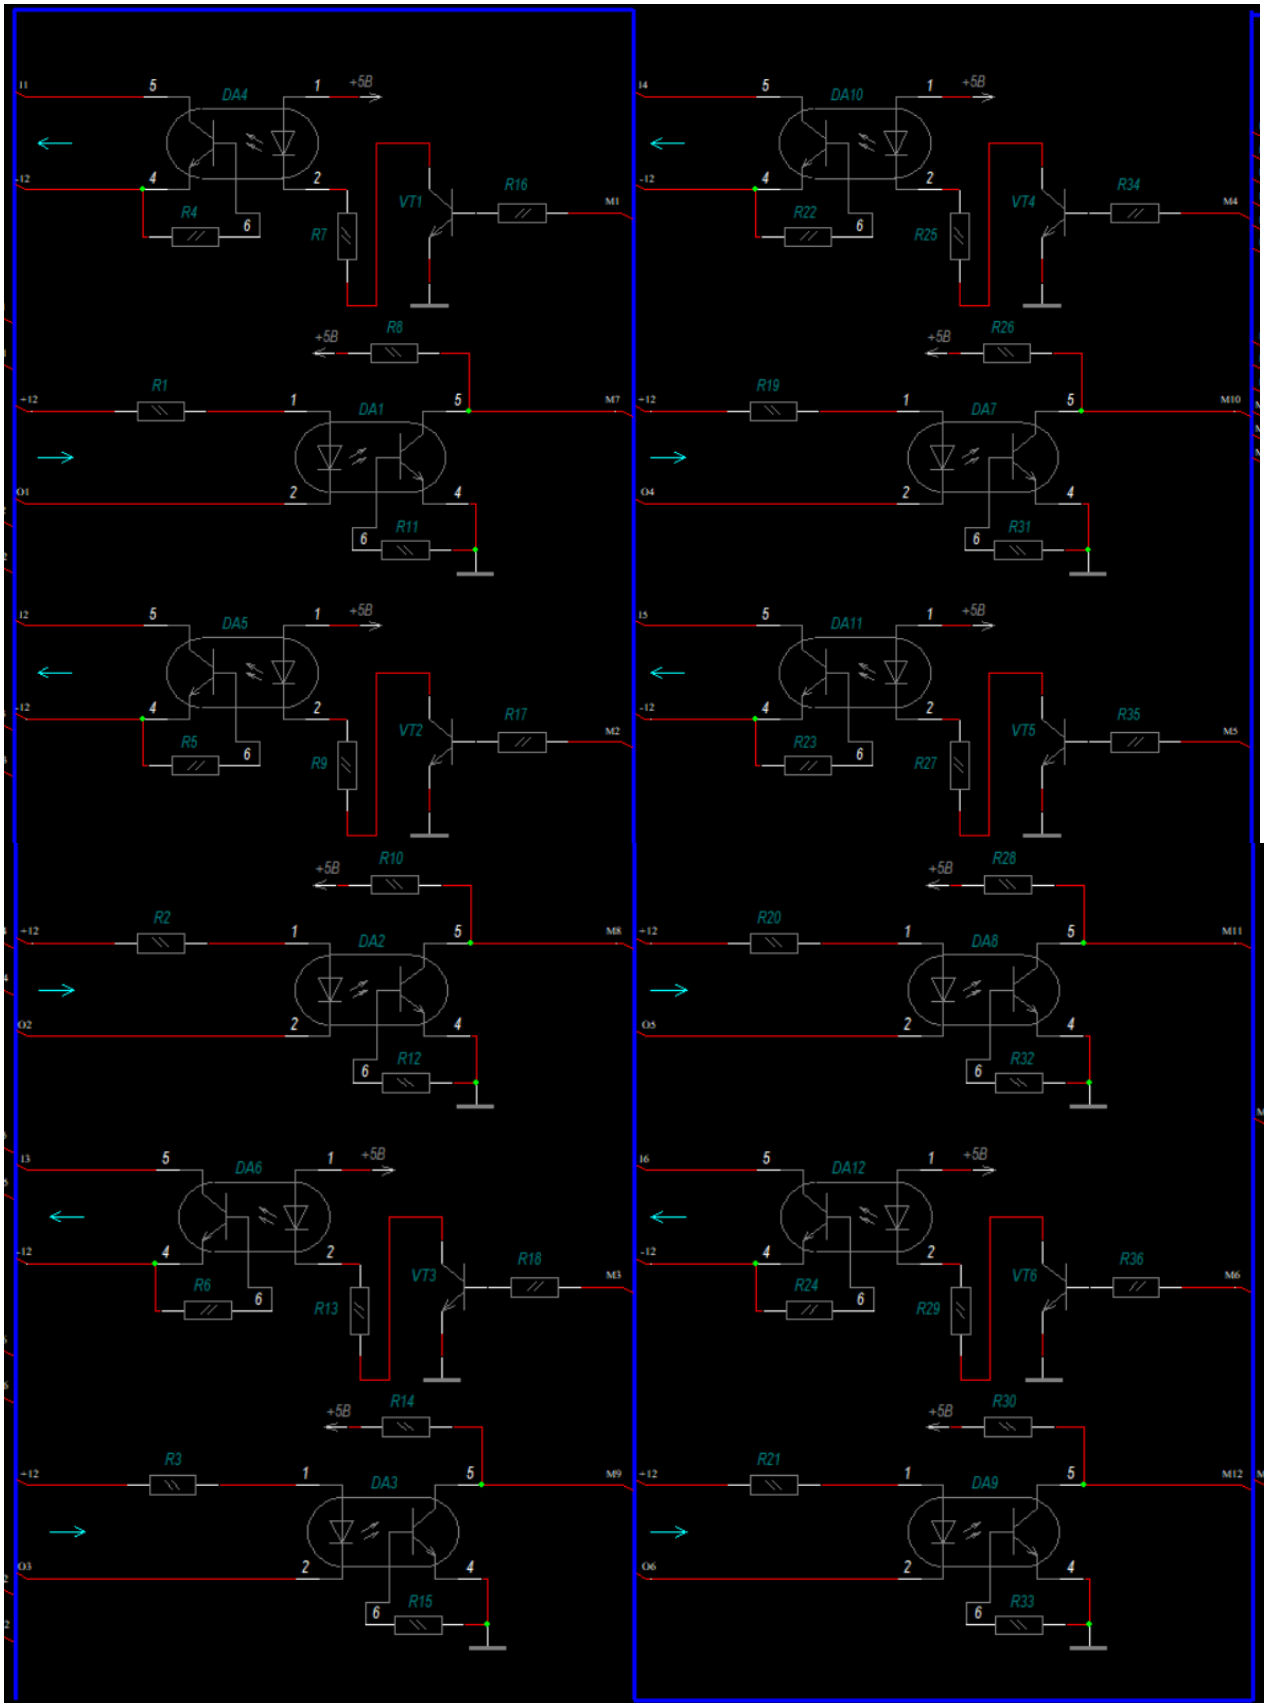 I1
5
DA4
1
+5В
-12
4
R4
6
2
R7
VT1
R16
M1
+5В
R8
+12
R1
1
DA1
5
M7
O1
2
4
6
R11
I2
5
DA5
1
+5В
-12
4
R5
6
2
R9
VT2
R17
M2
+5В
R10
+12
R2
1
DA2
5
M8
O2
2
4
6
R12
I3
5
DA6
1
+5В
-12
4
R6
6
2
R13
VT3
R18
M3
+5В
R14
+12
R3
1
DA3
5
M9
O3
2
4
6
R15
I4
5
DA10
1
+5В
-12
4
R22
6
2
R25
VT4
R34
M4
+5В
R26
+12
R19
1
DA7
5
M10
O4
2
4
6
R31
I5
5
DA11
1
+5В
-12
4
R23
6
2
R27
VT5
R35
M5
+5В
R28
+12
R20
1
DA8
5
M11
O5
2
4
6
R32
I6
5
DA12
1
+5В
-12
4
R24
6
2
R29
VT6
R36
M6
+5В
R30
+12
R21
1
DA9
5
M12
O6
2
4
6
R33